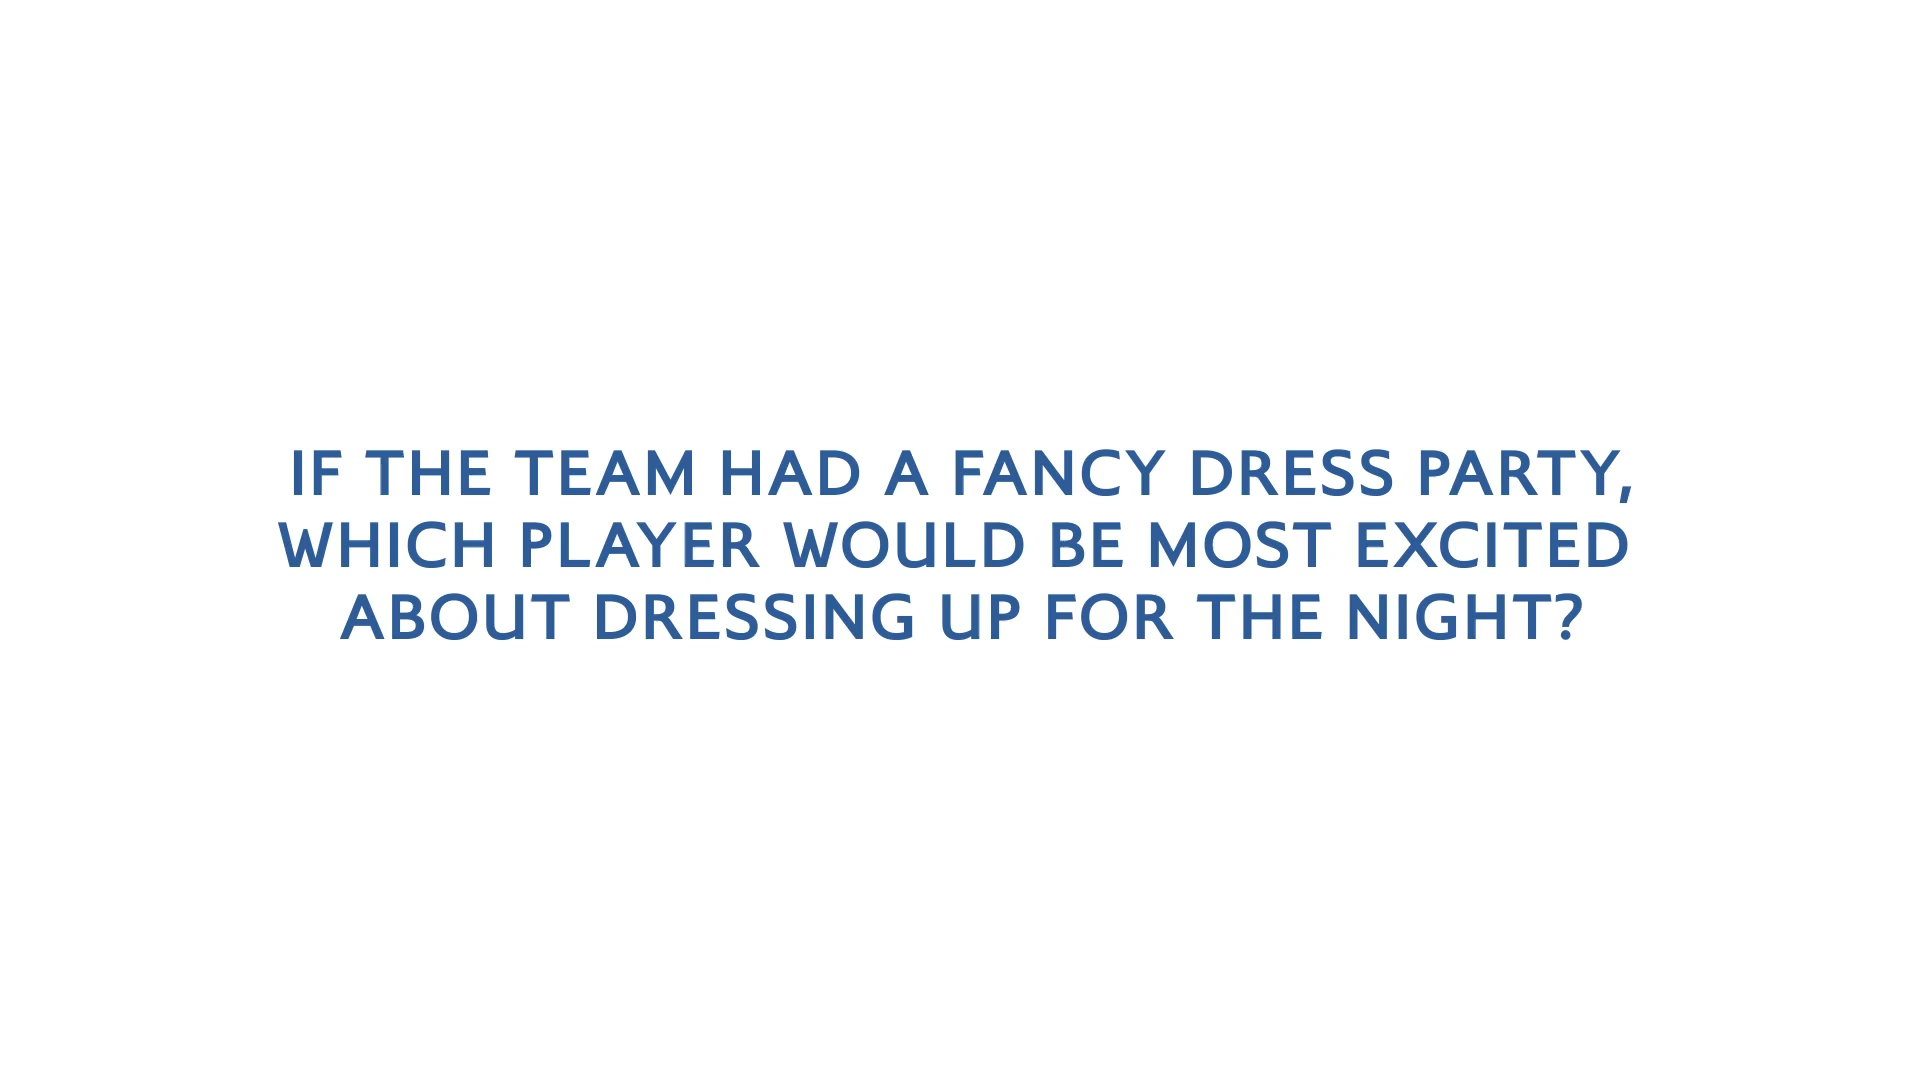 IF THE TEAM HAD A FANCY DRESS PARTY,
WHICH PLAYER WOULD BE MOST EXCITED
ABOUT DRESSING UP FOR THE NIGHT?